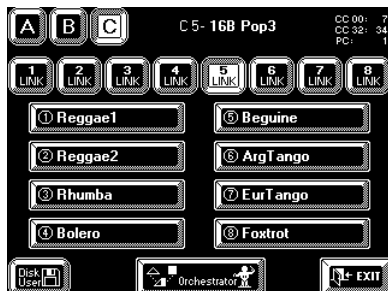 A B C
C 5- 16B Pop3
CC 00: 7
CC 32: 34
PC: 1
1 LINK 2 LINK 3 LINK 4 LINK 5 LINK 6 LINK 7 LINK 8 LINK
① Reggae1 ⑤ Beguine
② Reggae2 ⑥ ArgTango
③ Rhumba ⑦ EurTango
④ Bolero ⑧ Foxtrot
Disk User Orchestrator EXIT